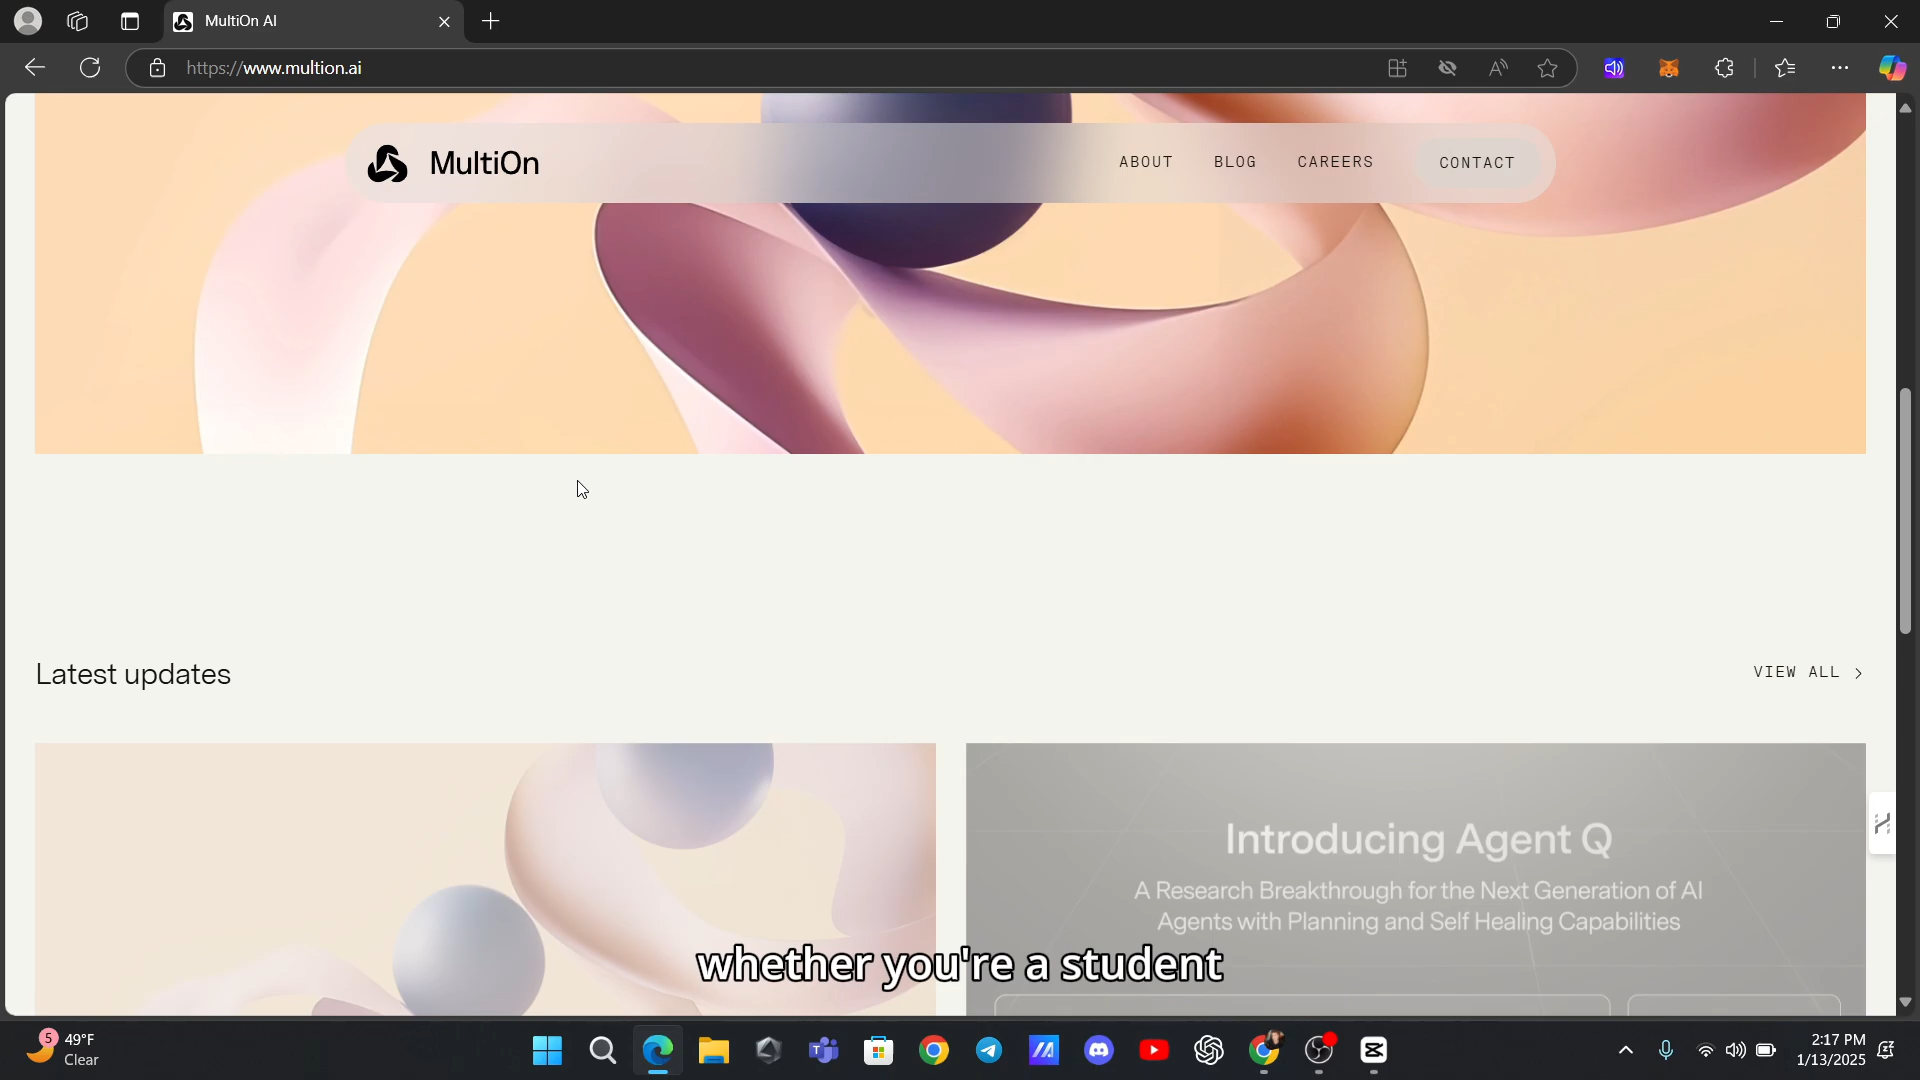 MultiOn AI
https://www.multion.ai
MultiOn
ABOUT
BLOG
CAREERS
CONTACT
Latest updates
VIEW ALL
Introducing Agent Q
A Research Breakthrough for the Next Generation of AI
Agents with Planning and Self Healing Capabilities
whether you're a student
5
49°F
Clear
2:17 PM
1/13/2025